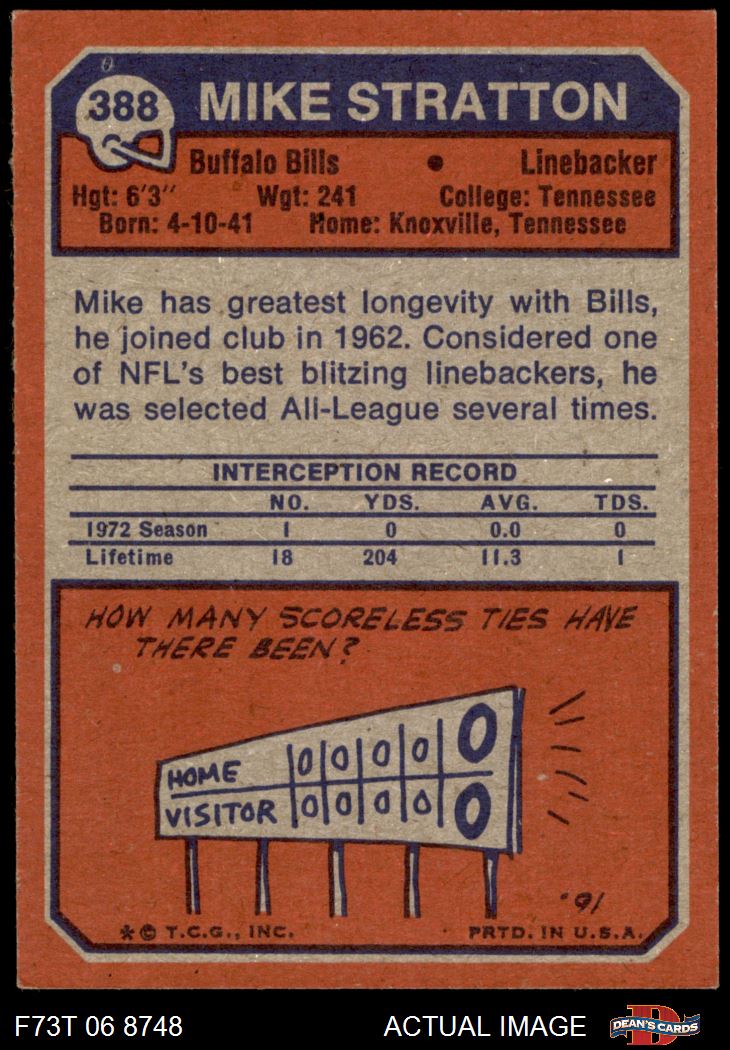 388 MIKE STRATTON
Buffalo Bills • Linebacker
Hgt: 6'3" Wgt: 241 College: Tennessee
Born: 4-10-41 Home: Knoxville, Tennessee
Mike has greatest longevity with Bills,
he joined club in 1962. Considered one
of NFL's best blitzing linebackers, he
was selected All-League several times.
INTERCEPTION RECORD
NO. YDS. AVG. TDS.
1972 Season 1 0 0.0 0
Lifetime 18 204 11.3 1
HOW MANY SCORELESS TIES HAVE
THERE BEEN?
HOME 0 0 0 0 0
VISITOR 0 0 0 0 0
·91
* © T.C.G., INC. PRTD. IN U.S.A.
F73T 06 8748 ACTUAL IMAGE D DEAN'S CARDS